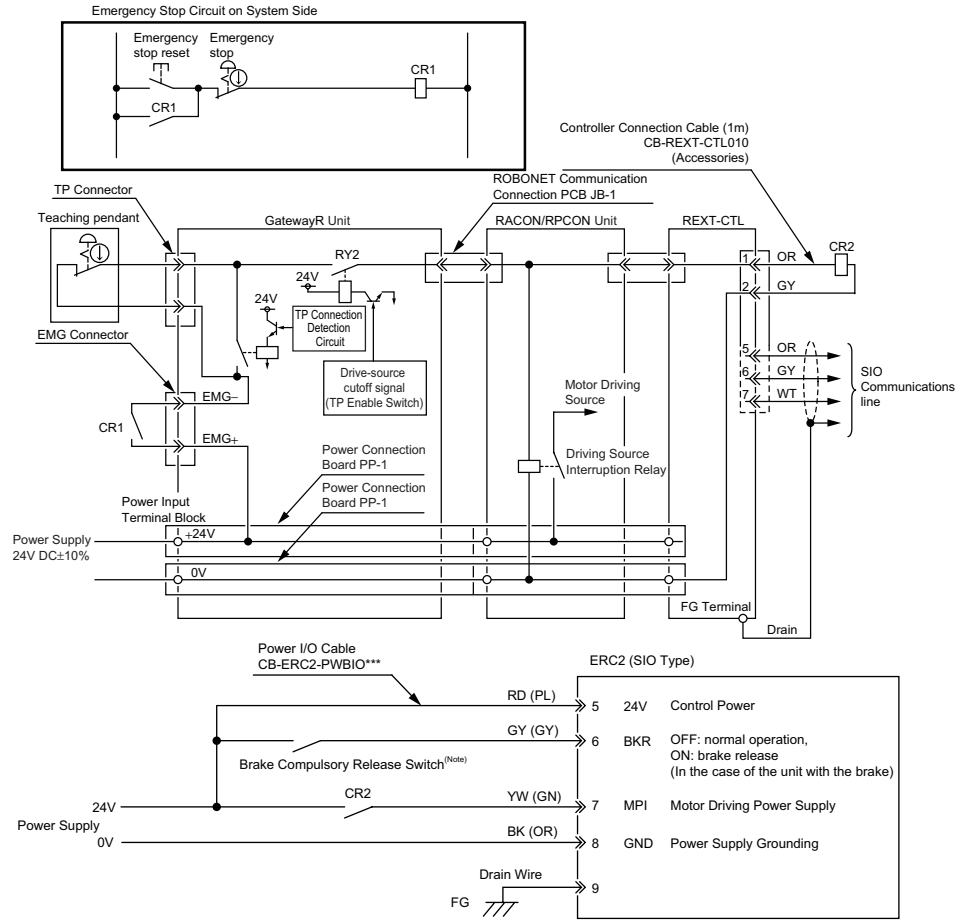 Emergency Stop Circuit on System Side
Emergency
stop reset
Emergency
stop
CR1
CR1
Controller Connection Cable (1m)
CB-REXT-CTL010
(Accessories)
ROBONET Communication
Connection PCB JB-1
TP Connector
Teaching pendant
GatewayR Unit
RACON/RPCON Unit
REXT-CTL
RY2
24V
24V
TP Connection
Detection
Circuit
Drive-source
cutoff signal
(TP Enable Switch)
1
OR
CR2
2
GY
5
OR
6
GY
7
WT
SIO
Communications
line
EMG Connector
EMG–
CR1
EMG+
Motor Driving
Source
Driving Source
Interruption Relay
Power Connection
Board PP-1
Power Connection
Board PP-1
Power Input
Terminal Block
Power Supply
24V DC±10%
+24V
0V
FG Terminal
Drain
Power I/O Cable
CB-ERC2-PWBIO***
ERC2 (SIO Type)
RD (PL)
5 24V Control Power
GY (GY)
6 BKR OFF: normal operation,
ON: brake release
(In the case of the unit with the brake)
Brake Compulsory Release Switch(Note)
CR2
YW (GN)
7 MPI Motor Driving Power Supply
24V
Power Supply
0V
BK (OR)
8 GND Power Supply Grounding
Drain Wire
9
FG